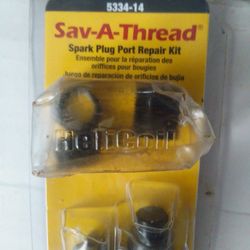 5334-14
Sav-A-Thread®
Spark Plug Port Repair Kit
Ensemble pour la réparation des
orifices pour bougies
Juego de reparación de orificios de bujía
HeliCoil